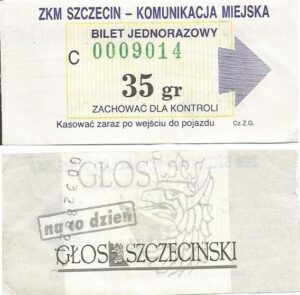 ZKM SZCZECIN – KOMUNIKACJA MIEJSKA
BILET JEDNORAZOWY
C 0009014
35 gr
ZACHOWAĆ DLA KONTROLI
Kasować zaraz po wejściu do pojazdu
Cz.Z.G.
GŁOS
na co dzień
GŁOS SZCZECIŃSKI